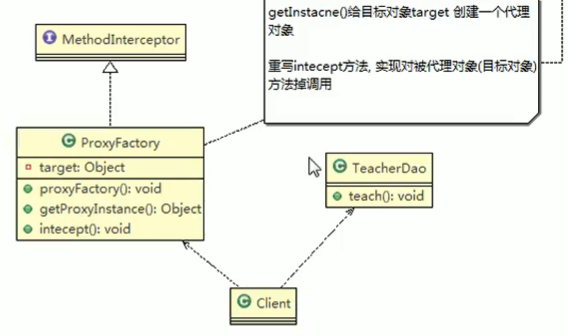 getInstacne()给目标对象target 创建一个代理
对象
重写intecept方法, 实现对被代理对象(目标对象)
方法掉调用
I MethodInterceptor
C ProxyFactory
target: Object
proxyFactory(): void
getProxyInstance(): Object
intecept(): void
C TeacherDao
teach(): void
C Client